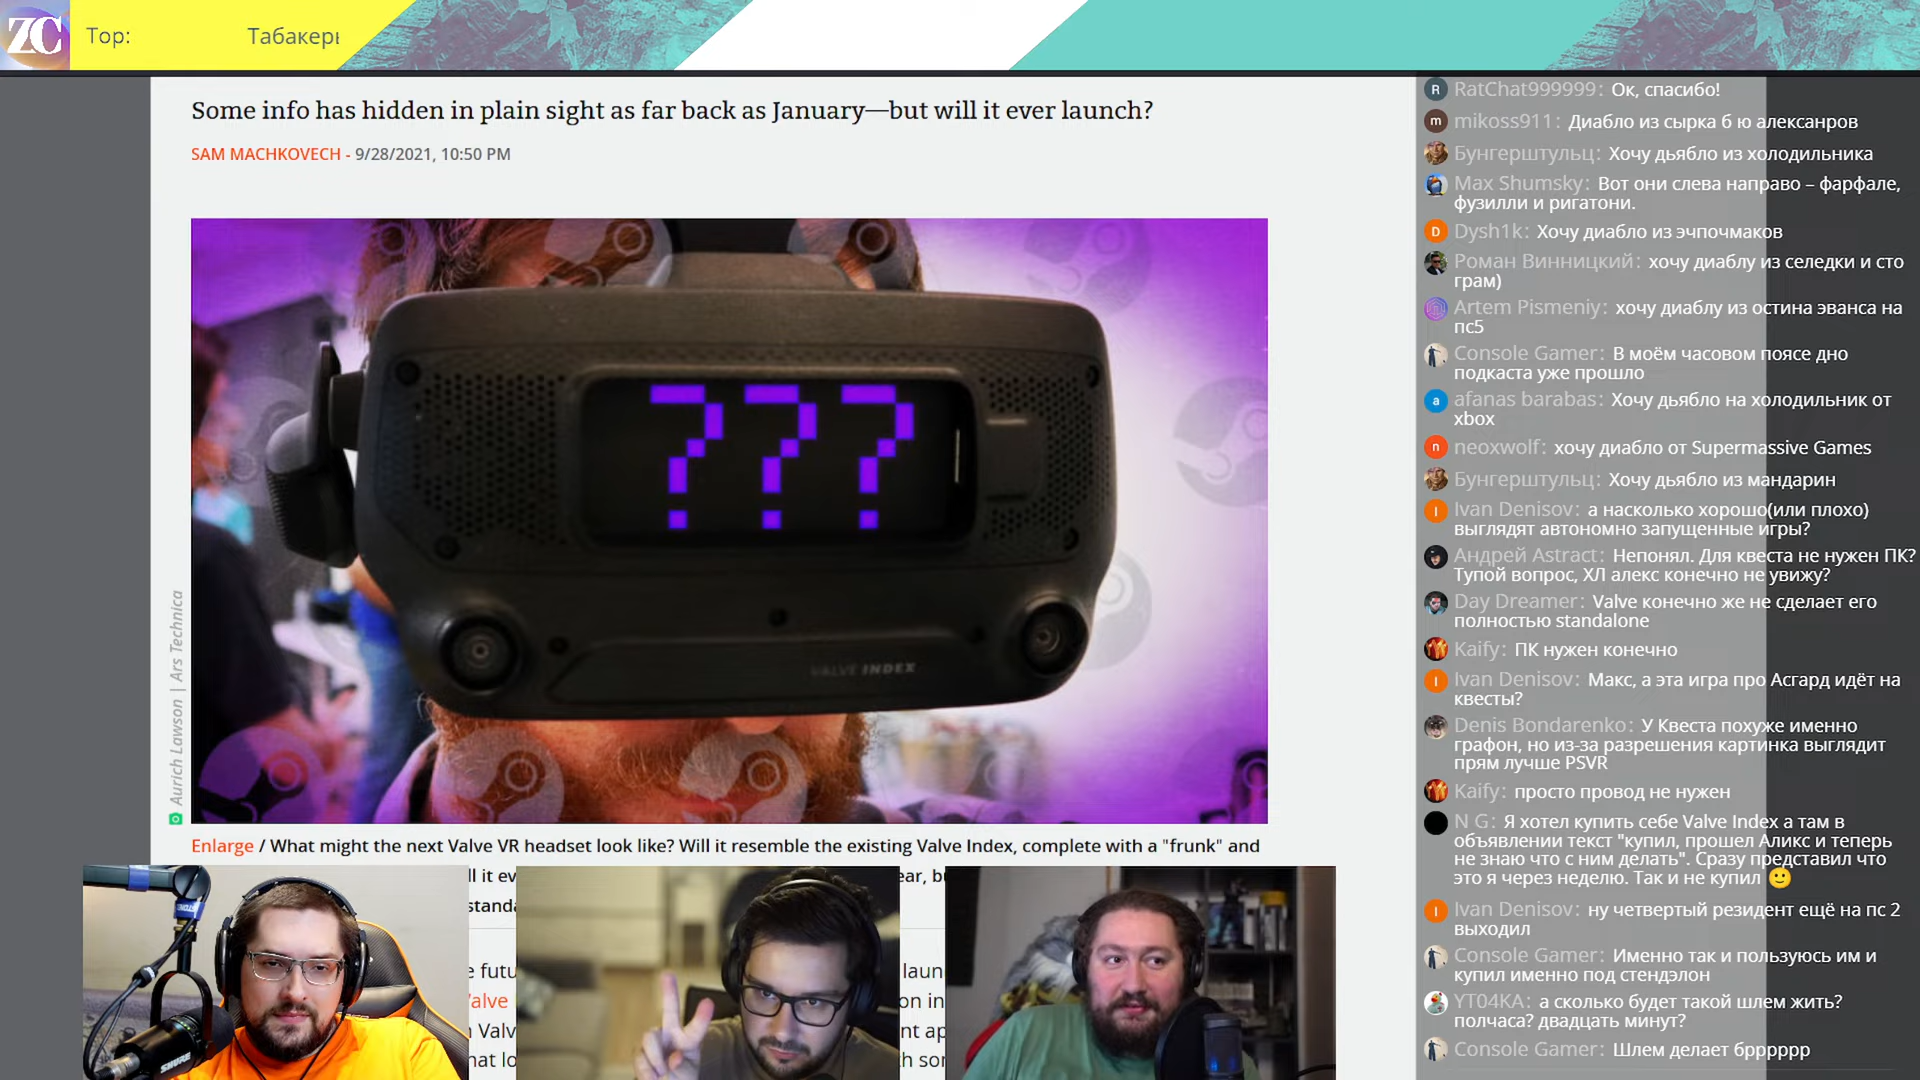 ZC
Top:
Табакеры
Some info has hidden in plain sight as far back as January—but will it ever launch?
SAM MACHKOVECH - 9/28/2021, 10:50 PM
???
VALVE INDEX
Aurich Lawson | Ars Technica
Enlarge / What might the next Valve VR headset look like? Will it resemble the existing Valve Index, complete with a "frunk" and
SHURE
RatChat999999: Ок, спасибо!
mikoss911: Диабло из сырка 6 ю алексанров
Бунгерштульц: Хочу дьябло из холодильника
Max Shumsky: Вот они слева направо – фарфале,
фузилли и ригатони.
Dysh1k: Хочу диабло из эчпочмаков
Роман Винницкий: хочу диаблу из селедки и сто
грам)
Artem Pismeniy: хочу диаблу из остина эванса на
пс5
Console Gamer: В моём часовом поясе дно
подкаста уже прошло
afanas barabas: Хочу дьябло на холодильник от
xbox
neoxwolf: хочу диабло от Supermassive Games
Бунгерштульц: Хочу дьябло из мандарин
Ivan Denisov: а насколько хорошо(или плохо)
выглядят автономно запущенные игры?
Андрей Astract: Непонял. Для квеста не нужен ПК?
Тупой вопрос, ХЛ алекс конечно не увижу?
Day Dreamer: Valve конечно же не сделает его
полностью standalone
Kaify: ПК нужен конечно
Ivan Denisov: Макс, а эта игра про Асгард идёт на
квесты?
Denis Bondarenko: У Квеста похуже именно
графон, но из-за разрешения картинка выглядит
прям лучше PSVR
Kaify: просто провод не нужен
N G: Я хотел купить себе Valve Index а там в
объявлении текст "купил, прошел Аликс и теперь
не знаю что с ним делать". Сразу представил что
это я через неделю. Так и не купил 🙂
Ivan Denisov: ну четвертый резидент ещё на пс 2
выходил
Console Gamer: Именно так и пользуюсь им и
купил именно под стендэлон
YT04KA: а сколько будет такой шлем жить?
полчаса? двадцать минут?
Console Gamer: Шлем делает бррррpp